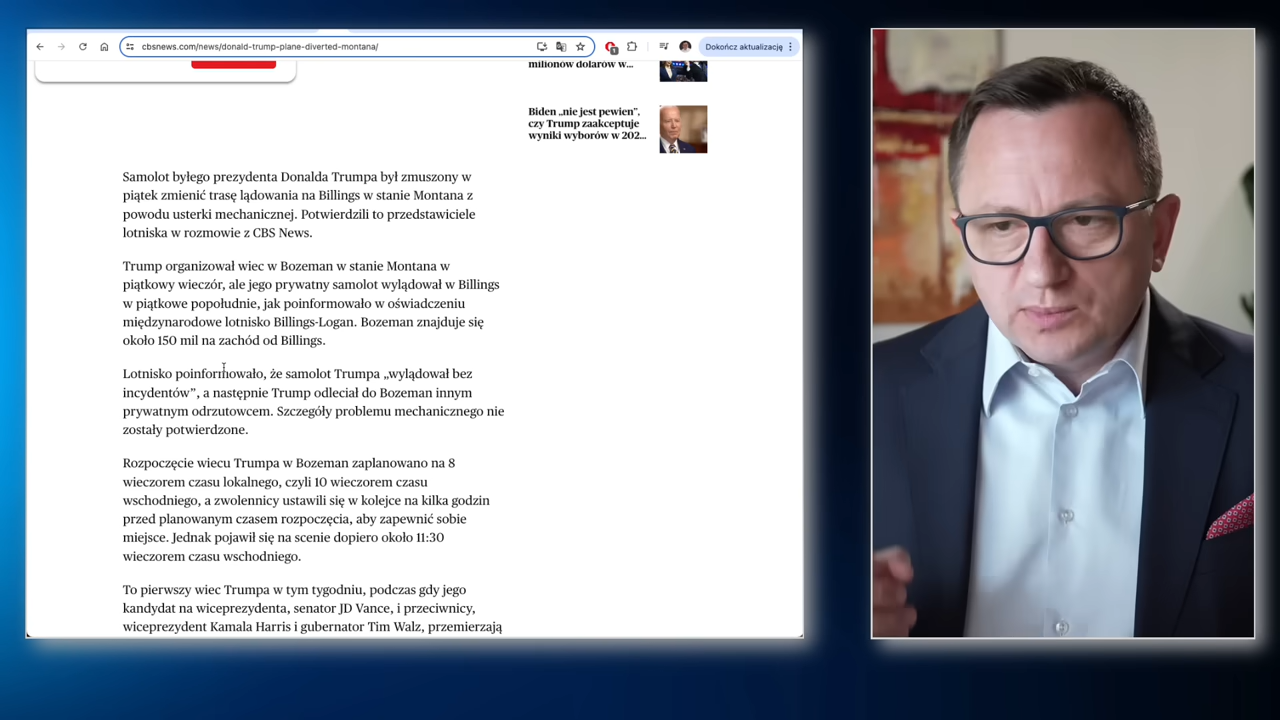 cbsnews.com/news/donald-trump-plane-diverted-montana/
1
Dokończ aktualizację
milionów dolarów w...
Biden „nie jest pewien”,
czy Trump zaakceptuje
wyniki wyborów w 202...
Samolot byłego prezydenta Donalda Trumpa był zmuszony w
piątek zmienić trasę lądowania na Billings w stanie Montana z
powodu usterki mechanicznej. Potwierdzili to przedstawiciele
lotniska w rozmowie z CBS News.
Trump organizował wiec w Bozeman w stanie Montana w
piątkowy wieczór, ale jego prywatny samolot wylądował w Billings
w piątkowe popołudnie, jak poinformowało w oświadczeniu
międzynarodowe lotnisko Billings-Logan. Bozeman znajduje się
około 150 mil na zachód od Billings.
Lotnisko poinformowało, że samolot Trumpa „wylądował bez
incydentów”, a następnie Trump odleciał do Bozeman innym
prywatnym odrzutowcem. Szczegóły problemu mechanicznego nie
zostały potwierdzone.
Rozpoczęcie wiecu Trumpa w Bozeman zaplanowano na 8
wieczorem czasu lokalnego, czyli 10 wieczorem czasu
wschodniego, a zwolennicy ustawili się w kolejce na kilka godzin
przed planowanym czasem rozpoczęcia, aby zapewnić sobie
miejsce. Jednak pojawił się na scenie dopiero około 11:30
wieczorem czasu wschodniego.
To pierwszy wiec Trumpa w tym tygodniu, podczas gdy jego
kandydat na wiceprezydenta, senator JD Vance, i przeciwnicy,
wiceprezydent Kamala Harris i gubernator Tim Walz, przemierzają